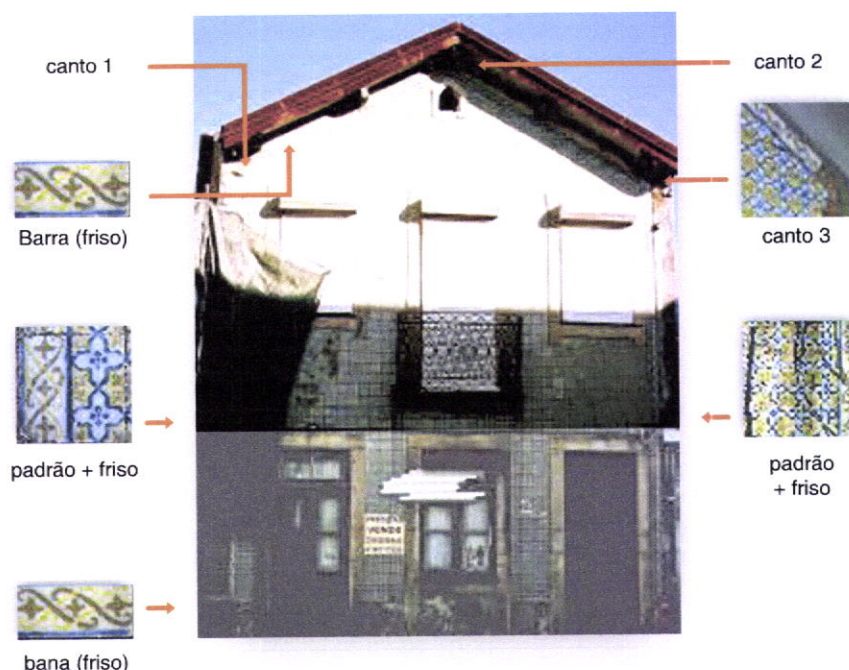 canto 1
canto 2
Barra (friso)
canto 3
padrão + friso
padrão
+ friso
VENDE
bana (friso)